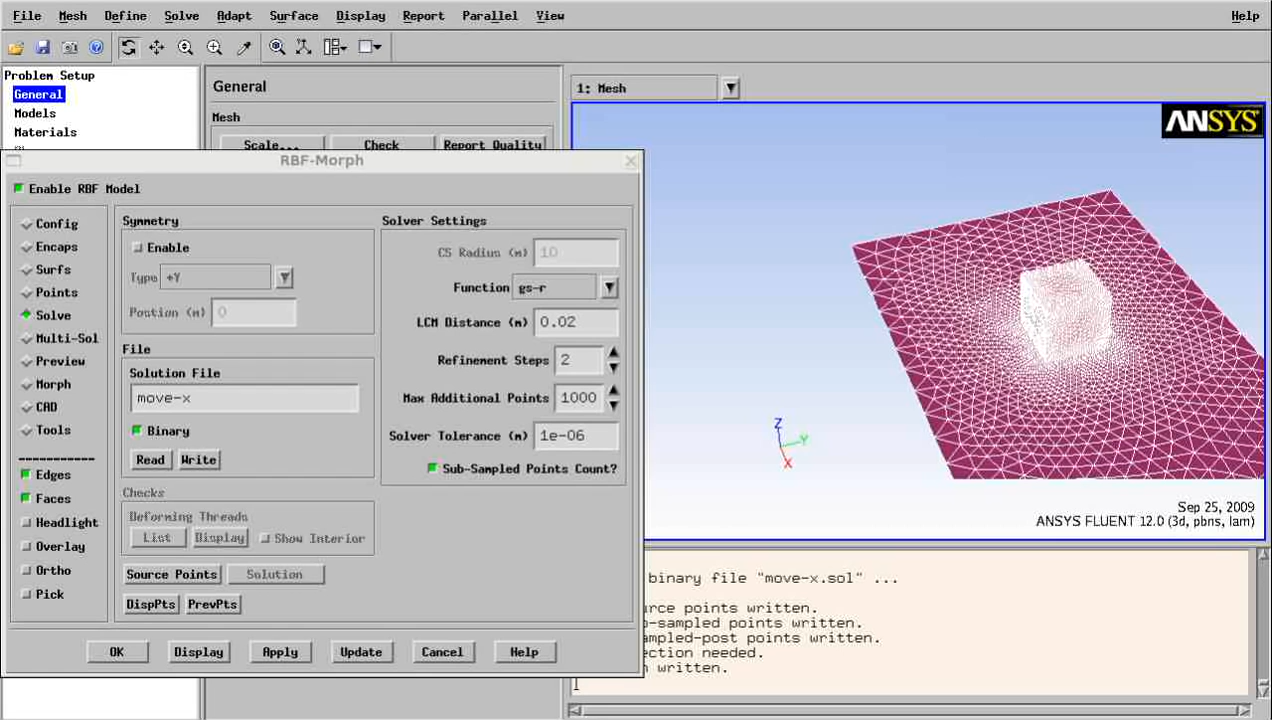 File Mesh Define Solve Adapt Surface Display Report Parallel View Help
Problem Setup
General
Models
Materials
General
Mesh
Scale... Check Report Quality
1: Mesh
ANSYS
RBF-Morph
Enable RBF Model
Config
Encaps
Surfs
Points
Solve
Multi-Sol
Preview
Morph
CAD
Tools
-----------
Edges
Faces
Headlight
Overlay
Ortho
Pick
Symmetry
Enable
Type +Y
Postion (m) 0
File
Solution File
move-x
Binary
Read Write
Checks
Deforming Threads
List Display Show Interior
Source Points Solution
DispPts PrevPts
Solver Settings
CS Radius (m) 10
Function gs-r
LCM Distance (m) 0.02
Refinement Steps 2
Max Additional Points 1000
Solver Tolerance (m) 1e-06
Sub-Sampled Points Count?
OK Display Apply Update Cancel Help
Z
Y
X
Sep 25, 2009
ANSYS FLUENT 12.0 (3d, pbns, lam)
binary file "move-x.sol" ...
points written.
sampled points written.
ampled-post points written.
ection needed.
written.